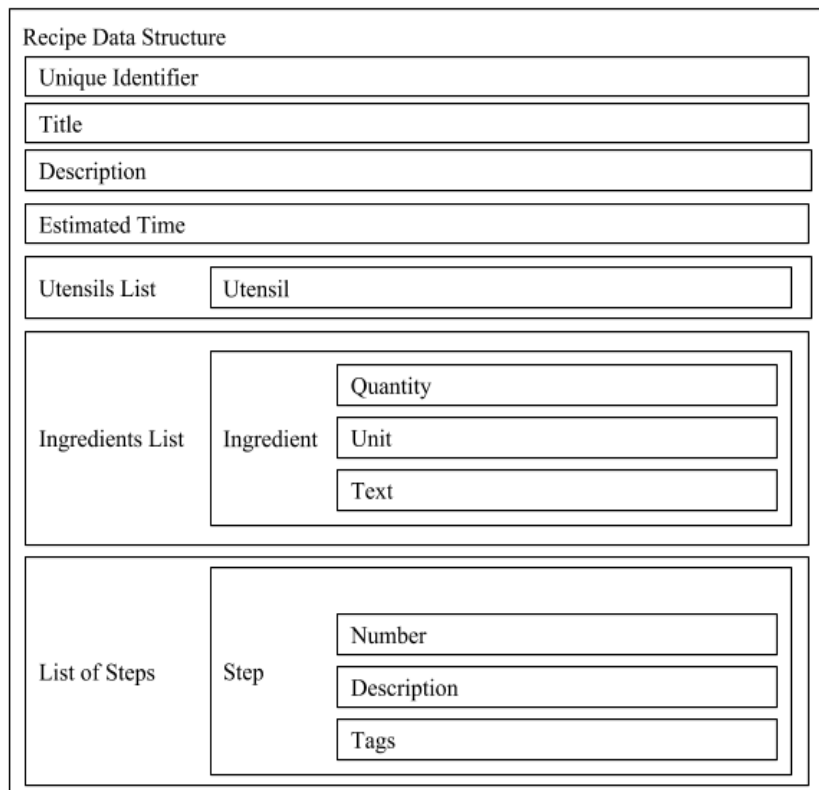 Recipe Data Structure
Unique Identifier
Title
Description
Estimated Time
Utensils List
Utensil
Ingredients List
Ingredient
Quantity
Unit
Text
List of Steps
Step
Number
Description
Tags